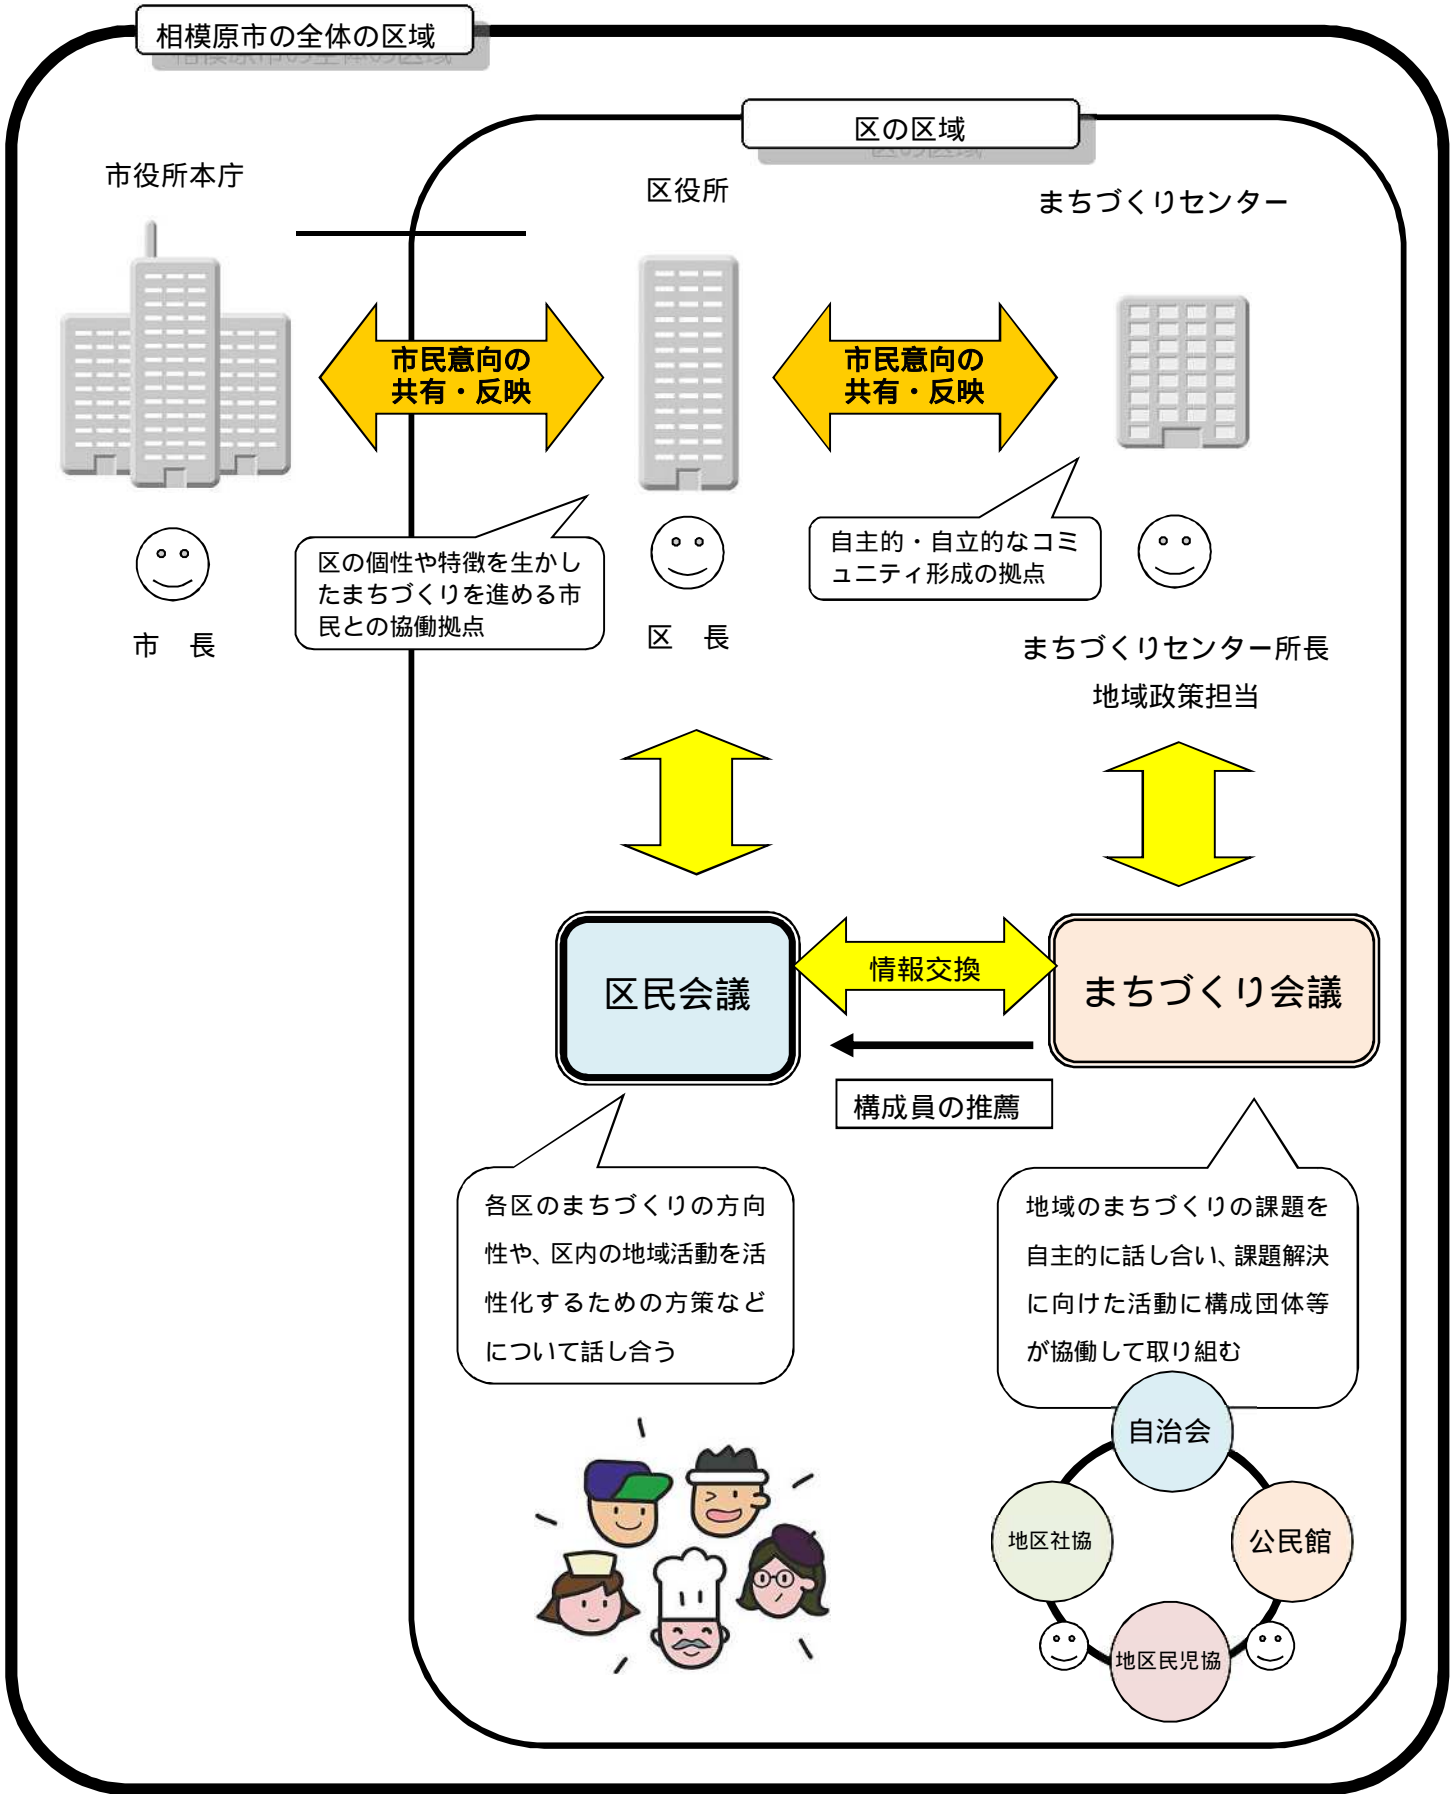 相模原市の全体の区域
区の区域
市役所本庁
区役所
まちづくりセンター
市民意向の
共有・反映
市民意向の
共有・反映
区の個性や特徴を生かし
たまちづくりを進める市
民との協働拠点
自主的・自立的なコミ
ュニティ形成の拠点
市　長
区　長
まちづくりセンター所長
地域政策担当
区民会議
情報交換
まちづくり会議
構成員の推薦
各区のまちづくりの方向
性や、区内の地域活動を活
性化するための方策など
について話し合う
地域のまちづくりの課題を
自主的に話し合い、課題解決
に向けた活動に構成団体等
が協働して取り組む
自治会
地区社協
公民館
地区民児協